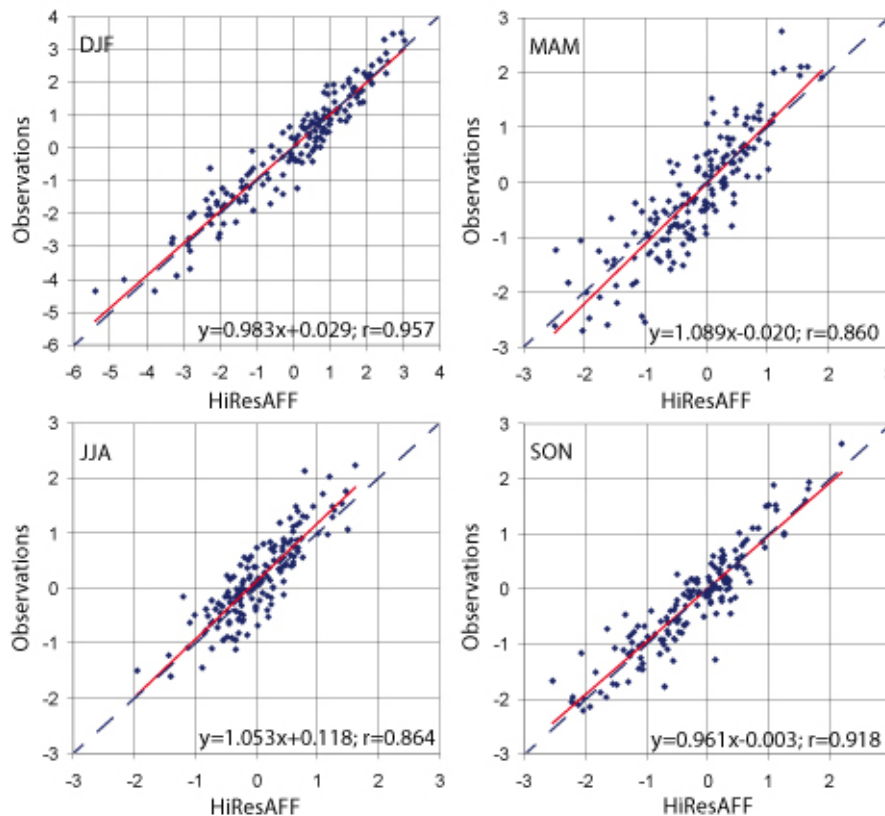 DJF
4
3
2
1
0
-1
-2
-3
-4
-5
-6
Observations
y=0.983x+0.029; r=0.957
-6 -5 -4 -3 -2 -1 0 1 2 3 4
HiResAFF
MAM
3
2
1
0
-1
-2
-3
Observations
y=1.089x-0.020; r=0.860
-3 -2 -1 0 1 2 3
HiResAFF
JJA
3
2
1
0
-1
-2
-3
Observations
y=1.053x+0.118; r=0.864
-3 -2 -1 0 1 2 3
HiResAFF
SON
3
2
1
0
-1
-2
-3
Observations
y=0.961x-0.003; r=0.918
-3 -2 -1 0 1 2 3
HiResAFF